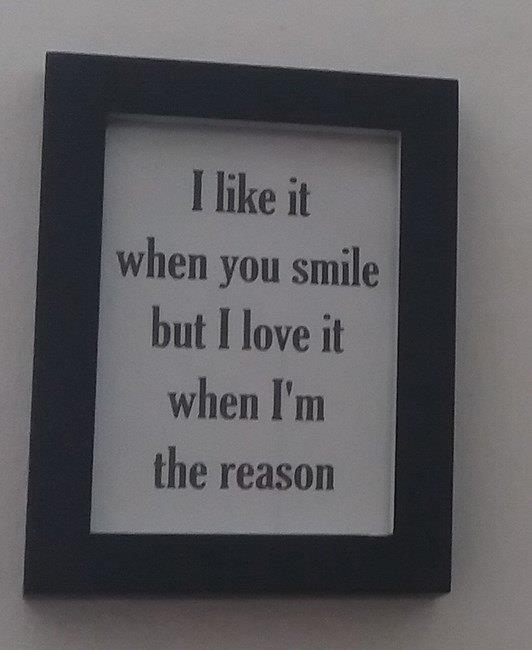 I like it
when you smile
but I love it
when I'm
the reason